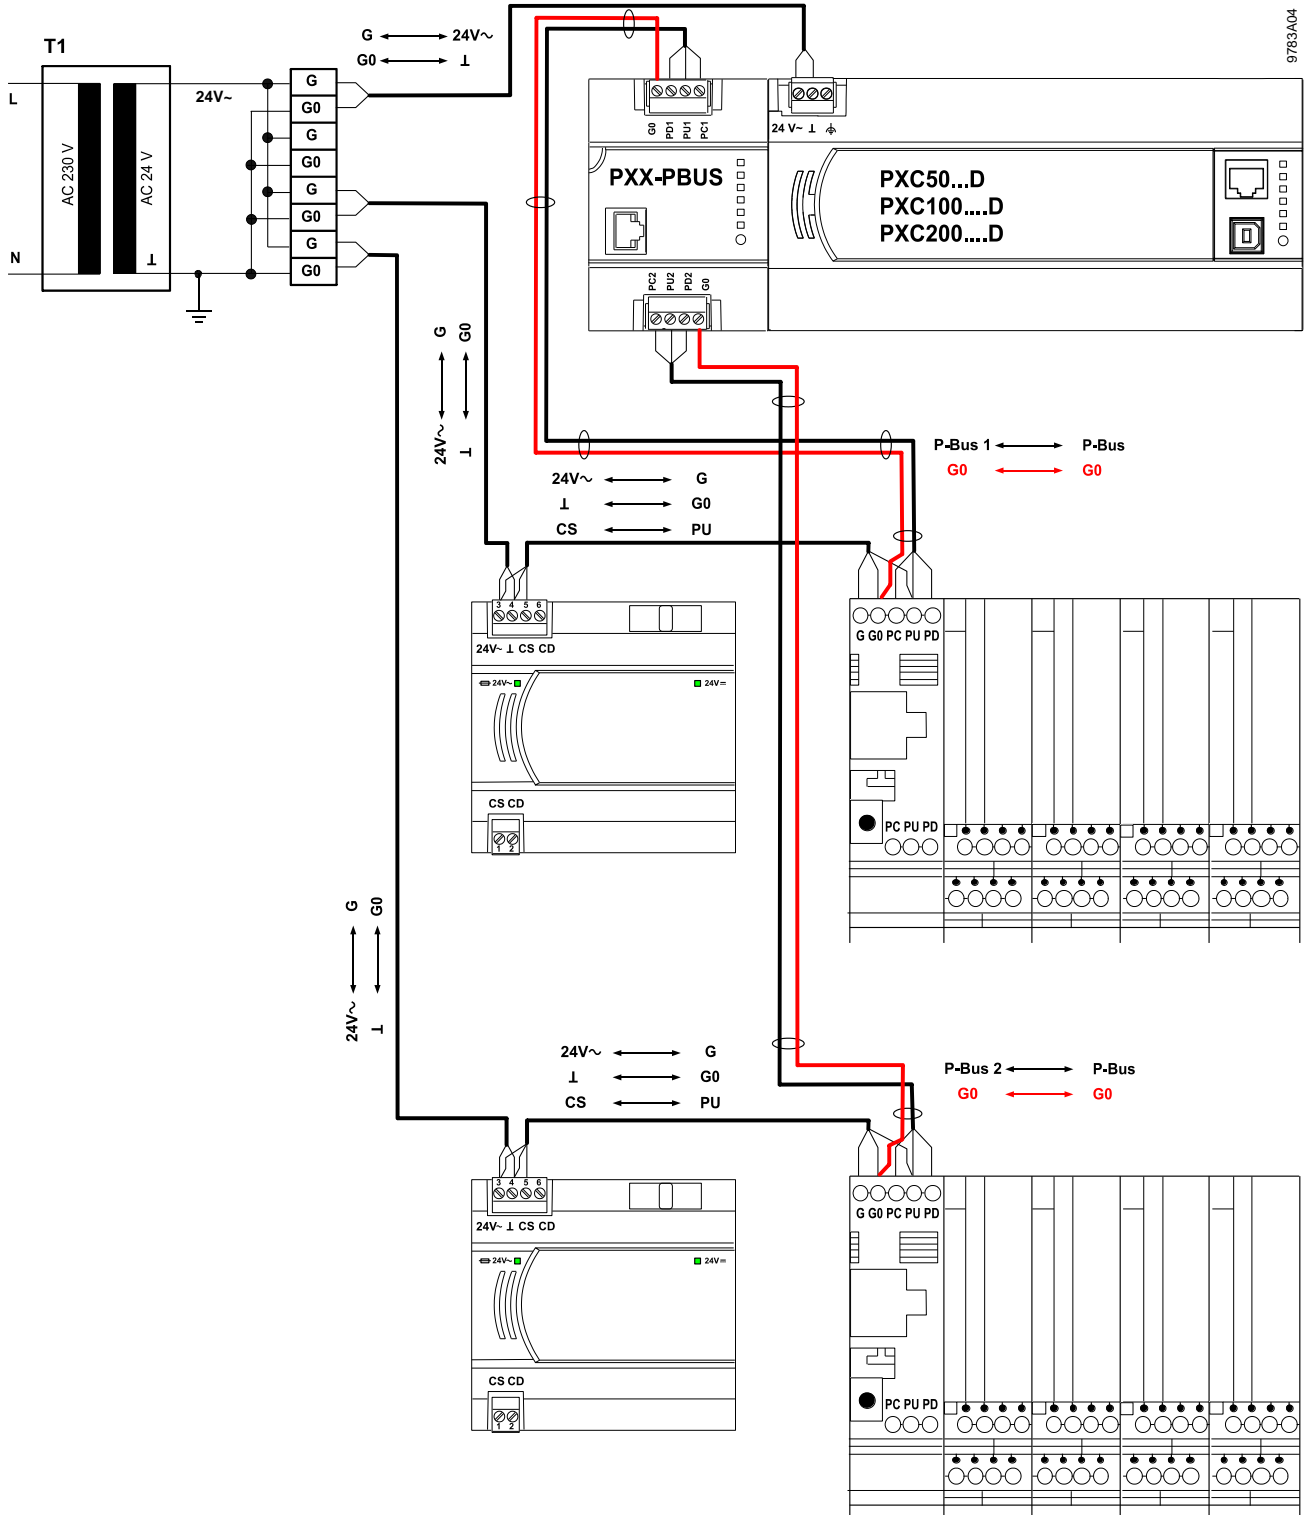 9783A04
T1
G 24V~
G0 ⊥
L
N
AC 230 V
AC 24 V
⊥
24V~
G
G0
G
G0
G
G0
G
G0
G0 PD1 PU1 PC1
24 V~ ⊥
PXX-PBUS
PXC50...D
PXC100....D
PXC200....D
PC2 PU2 PD2 G0
G G0
24V~ ⊥
P-Bus 1 P-Bus
G0 G0
24V~ G
⊥ G0
CS PU
3 4 5 6
24V~ ⊥ CS CD
24V~ 24V=
CS CD
1 2
G G0 PC PU PD
PC PU PD
G G0
24V~ ⊥
24V~ G
⊥ G0
CS PU
P-Bus 2 P-Bus
G0 G0
3 4 5 6
24V~ ⊥ CS CD
24V~ 24V=
CS CD
1 2
G G0 PC PU PD
PC PU PD